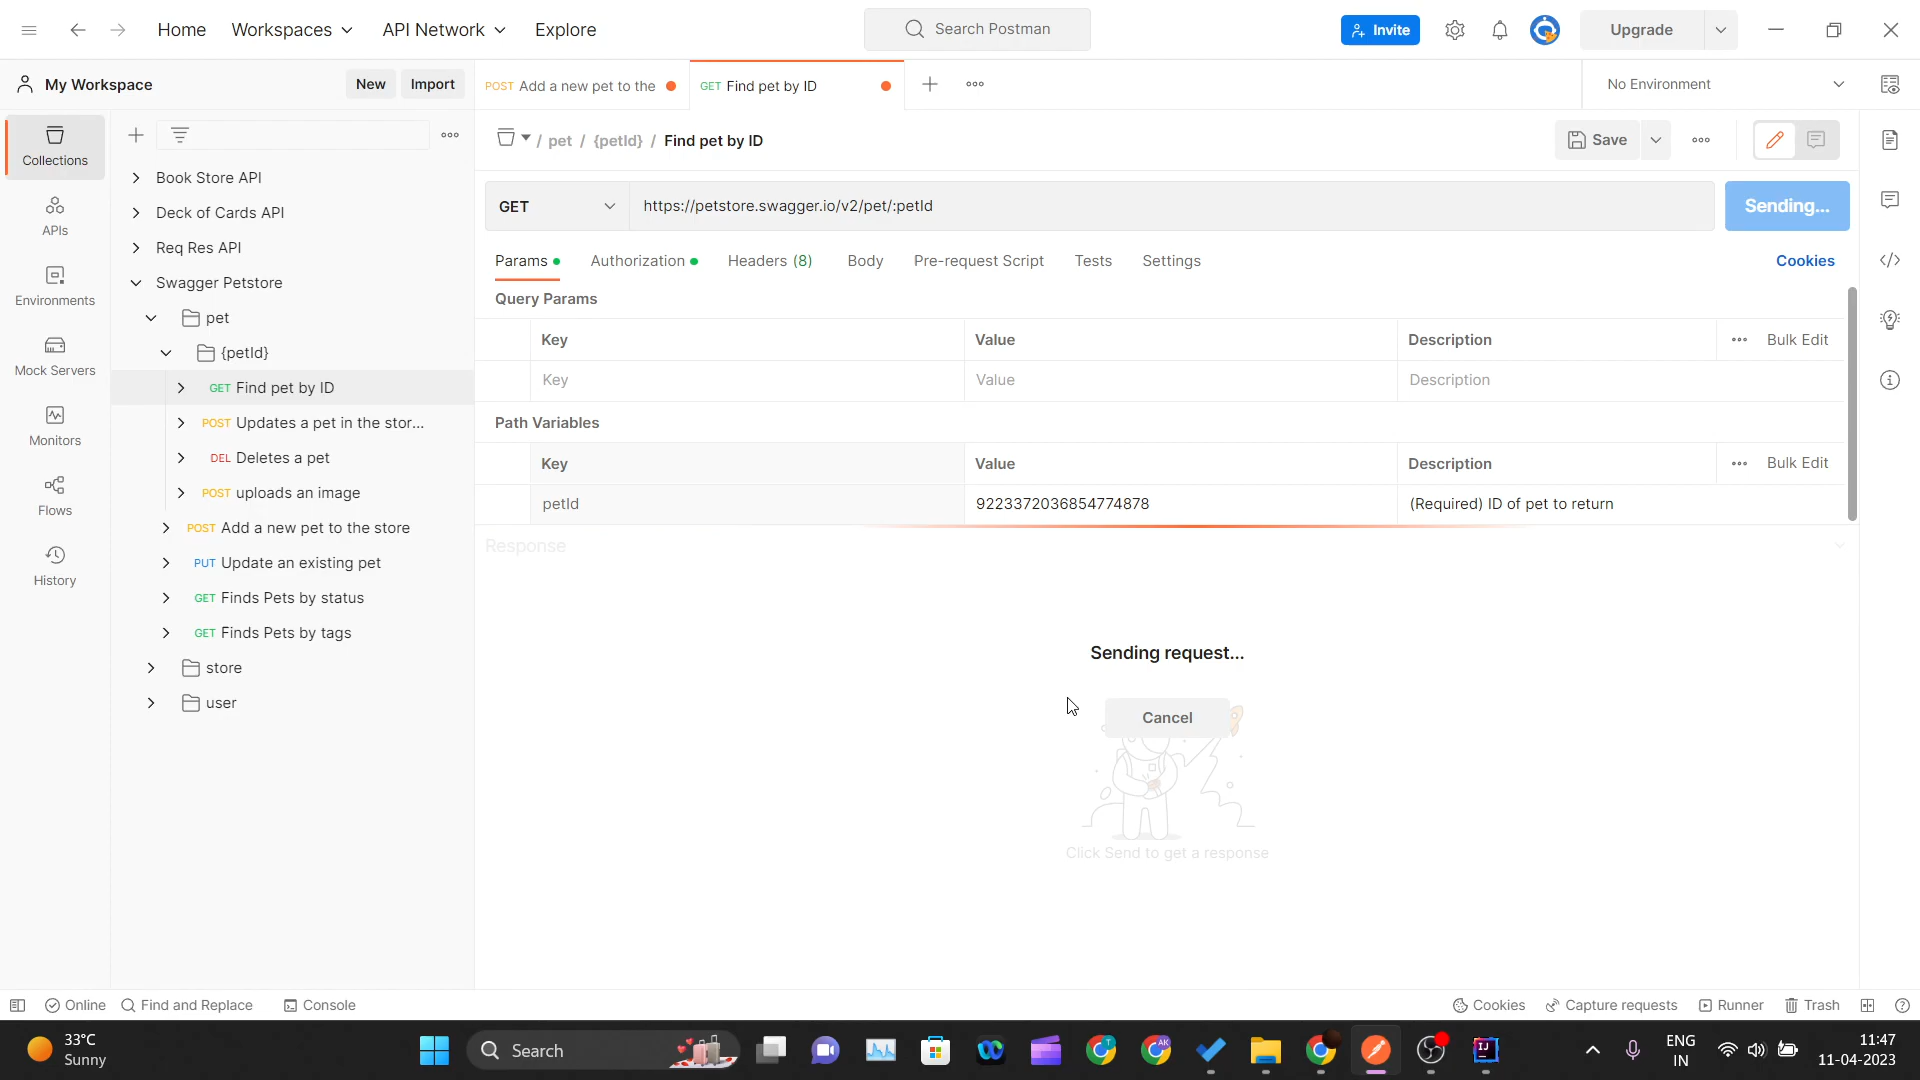 Home
Workspaces
API Network
Explore
Search Postman
Invite
Upgrade
My Workspace
New
Import
POST Add a new pet to the
GET Find pet by ID
No Environment
Collections
APIs
Environments
Mock Servers
Monitors
Flows
History
Book Store API
Deck of Cards API
Req Res API
Swagger Petstore
pet
{petId}
GET Find pet by ID
POST Updates a pet in the stor...
DEL Deletes a pet
POST uploads an image
POST Add a new pet to the store
PUT Update an existing pet
GET Finds Pets by status
GET Finds Pets by tags
store
user
/ pet / {petId} / Find pet by ID
Save
GET
https://petstore.swagger.io/v2/pet/:petId
Sending...
Params
Authorization
Headers (8)
Body
Pre-request Script
Tests
Settings
Cookies
Query Params
Key
Value
Description
Bulk Edit
Key
Value
Description
Path Variables
Key
Value
Description
Bulk Edit
petId
9223372036854774878
(Required) ID of pet to return
Response
Sending request...
Cancel
Click Send to get a response
Online
Find and Replace
Console
Cookies
Capture requests
Runner
Trash
33°C
Sunny
Search
T
AK
IJ
ENG
IN
11:47
11-04-2023